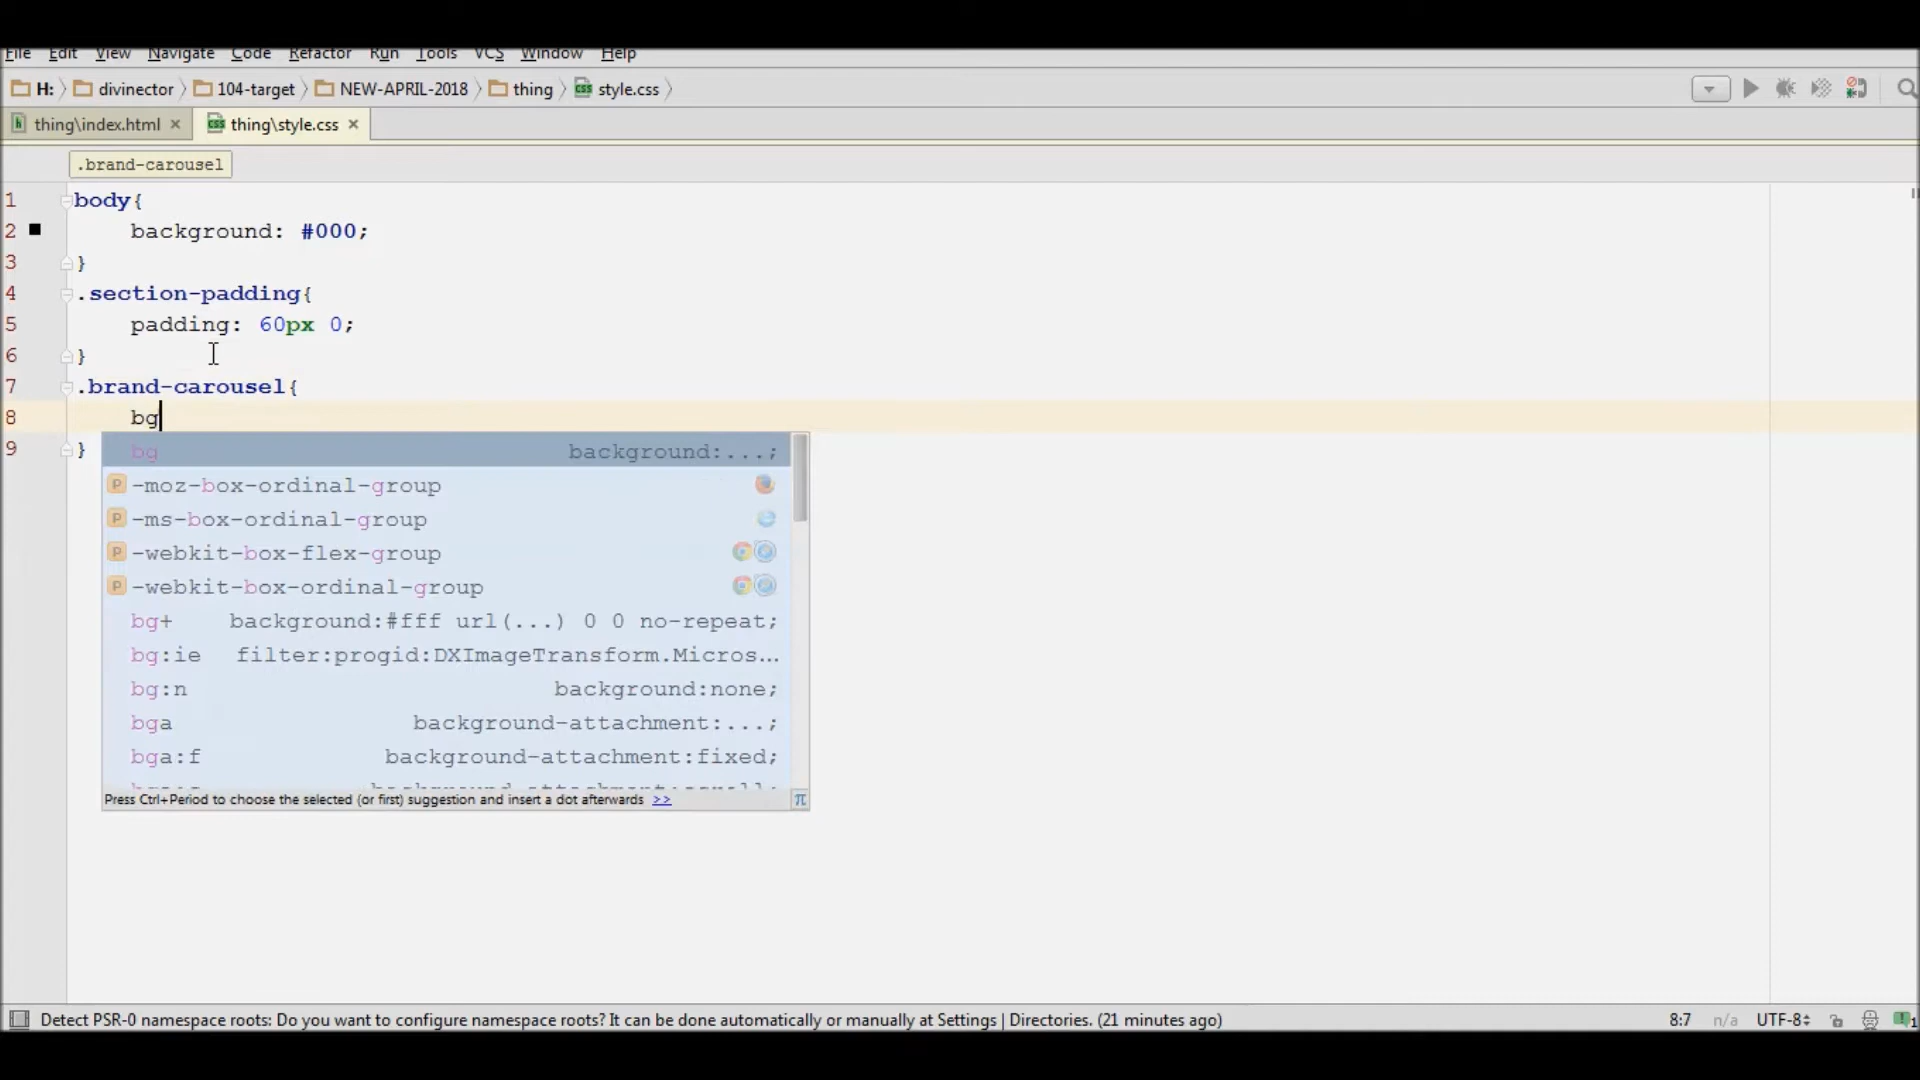 File Edit View Navigate Code Refactor Run Tools VCS Window Help
H: divinector 104-target NEW-APRIL-2018 thing style.css
thing\index.html thing\style.css
.brand-carousel
1 body{
2 background: #000;
3 }
4 .section-padding{
5 padding: 60px 0;
6 }
7 .brand-carousel{
8 bg
9 }
bg background:...;
-moz-box-ordinal-group
-ms-box-ordinal-group
-webkit-box-flex-group
-webkit-box-ordinal-group
bg+ background:#fff url(...) 0 0 no-repeat;
bg:ie filter:progid:DXImageTransform.Micros...
bg:n background:none;
bga background-attachment:...;
bga:f background-attachment:fixed;
Press Ctrl+Period to choose the selected (or first) suggestion and insert a dot afterwards >> π
Detect PSR-0 namespace roots: Do you want to configure namespace roots? It can be done automatically or manually at Settings | Directories. (21 minutes ago) 8:7 n/a UTF-8 1